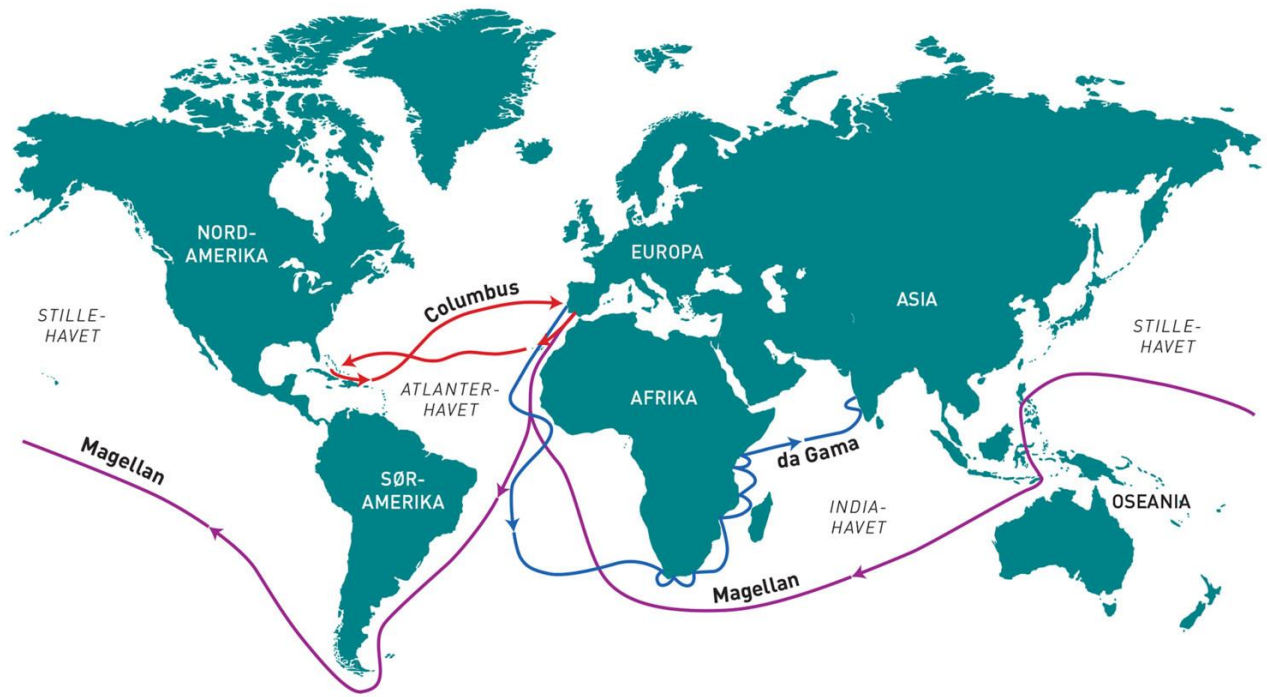 NORD-
AMERIKA
EUROPA
ASIA
Columbus
STILLE-
HAVET
STILLE-
HAVET
ATLANTER-
HAVET
AFRIKA
Magellan
da Gama
SØR-
AMERIKA
INDIA-
HAVET
OSEANIA
Magellan